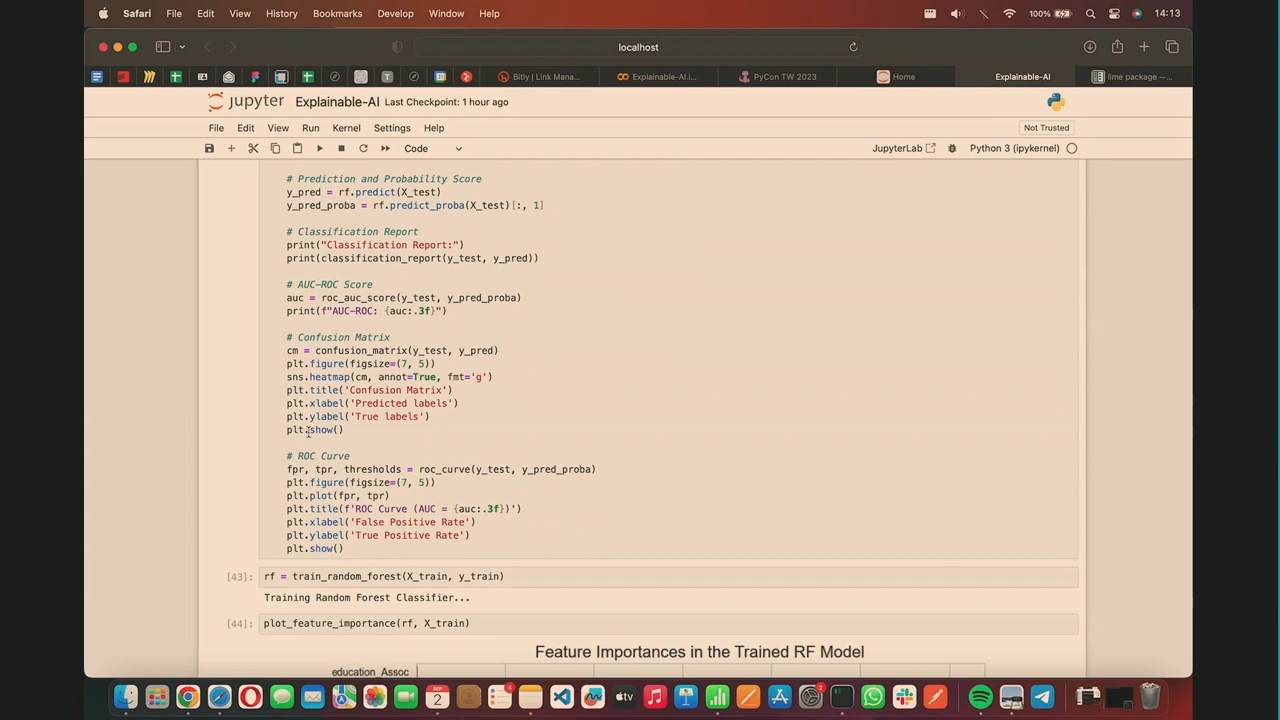 Safari File Edit View History Bookmarks Develop Window Help 100% 14:13
localhost
Bitly | Link Mana... Explainable-AI.i... PyCon TW 2023 Home Explainable-AI lime package —...
jupyter Explainable-AI Last Checkpoint: 1 hour ago
File Edit View Run Kernel Settings Help Not Trusted
Code JupyterLab Python 3 (ipykernel)
# Prediction and Probability Score
y_pred = rf.predict(X_test)
y_pred_proba = rf.predict_proba(X_test)[:, 1]
# Classification Report
print("Classification Report:")
print(classification_report(y_test, y_pred))
# AUC-ROC Score
auc = roc_auc_score(y_test, y_pred_proba)
print(f"AUC-ROC: {auc:.3f}")
# Confusion Matrix
cm = confusion_matrix(y_test, y_pred)
plt.figure(figsize=(7, 5))
sns.heatmap(cm, annot=True, fmt='g')
plt.title('Confusion Matrix')
plt.xlabel('Predicted labels')
plt.ylabel('True labels')
plt.show()
# ROC Curve
fpr, tpr, thresholds = roc_curve(y_test, y_pred_proba)
plt.figure(figsize=(7, 5))
plt.plot(fpr, tpr)
plt.title(f'ROC Curve (AUC = {auc:.3f})')
plt.xlabel('False Positive Rate')
plt.ylabel('True Positive Rate')
plt.show()
[43]: rf = train_random_forest(X_train, y_train)
Training Random Forest Classifier...
[44]: plot_feature_importance(rf, X_train)
Feature Importances in the Trained RF Model
education_Assoc